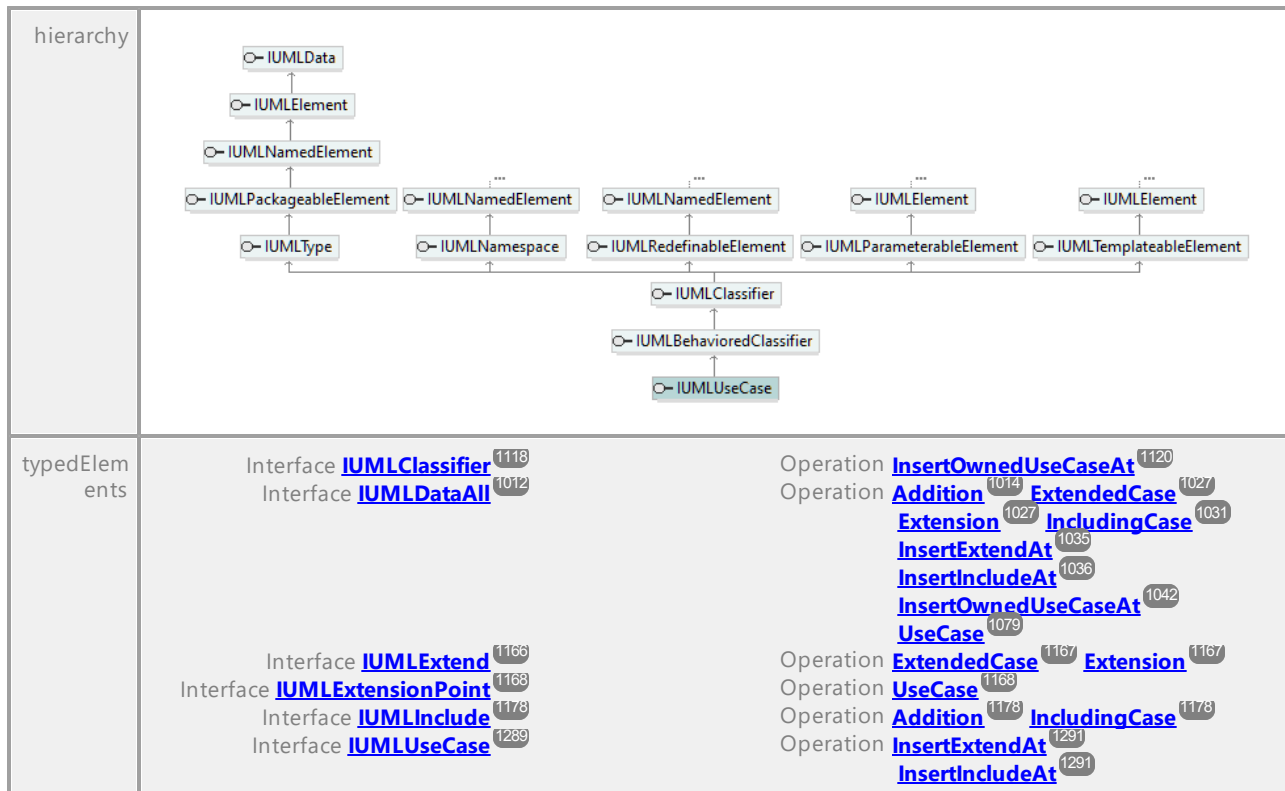 hierarchy
IUMLData
IUMLElement
IUMLNamedElement
... ... ... ...
IUMLPackageableElement IUMLNamedElement IUMLNamedElement IUMLElement IUMLElement
IUMLType IUMLNamespace IUMLRedefinableElement IUMLParameterableElement IUMLTemplateableElement
IUMLClassifier
IUMLBehavioredClassifier
IUMLUseCase
typedElem
ents
Interface IUMLClassifier 1118 Operation InsertOwnedUseCaseAt 1120
Interface IUMLDataAll 1012 Operation Addition 1014 ExtendedCase 1027
Extension 1027 IncludingCase 1031
InsertExtendAt 1035
InsertIncludeAt 1036
InsertOwnedUseCaseAt 1042
UseCase 1079
Interface IUMLExtend 1166 Operation ExtendedCase 1167 Extension 1167
Interface IUMLExtensionPoint 1168 Operation UseCase 1168
Interface IUMLInclude 1178 Operation Addition 1178 IncludingCase 1178
Interface IUMLUseCase 1289 Operation InsertExtendAt 1291
InsertIncludeAt 1291